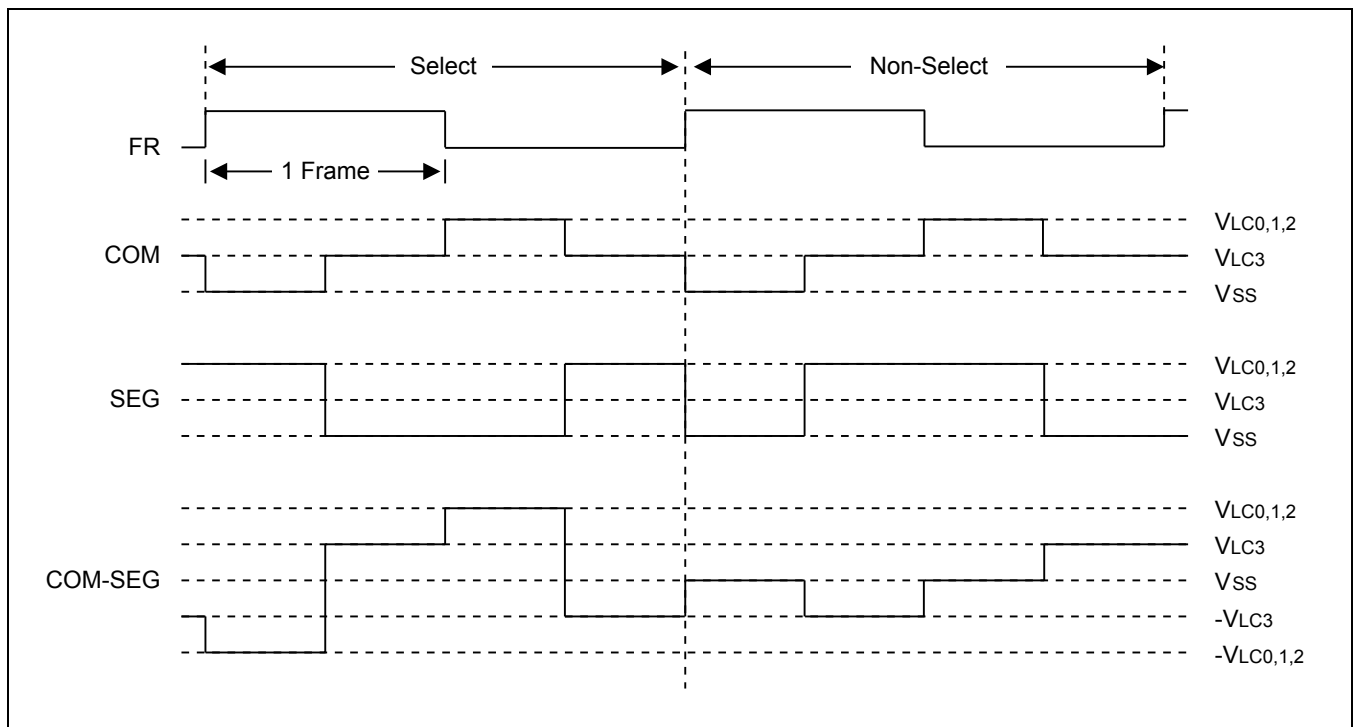 Select
Non-Select
FR
1 Frame
COM
VLC0,1,2
VLC3
VSS
SEG
VLC0,1,2
VLC3
VSS
COM-SEG
VLC0,1,2
VLC3
VSS
-VLC3
-VLC0,1,2